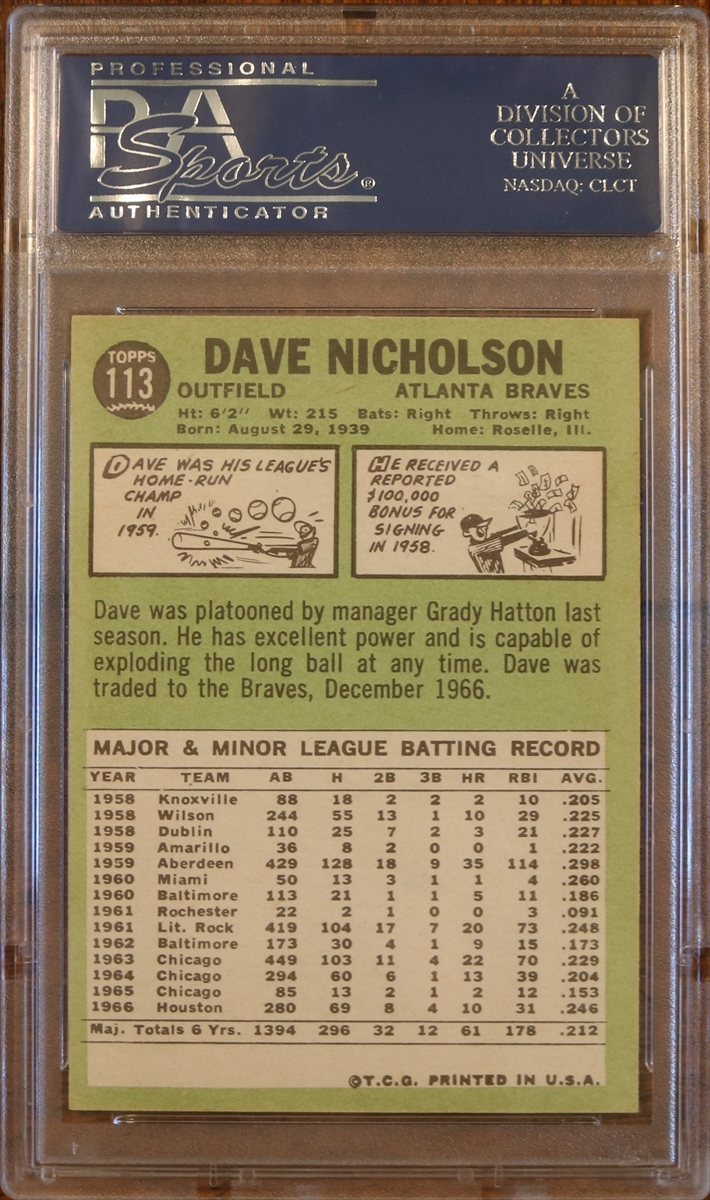 PROFESSIONAL
PSA
Sports®
AUTHENTICATOR
A
DIVISION OF
COLLECTORS
UNIVERSE
NASDAQ: CLCT
TOPPS
113
DAVE NICHOLSON
OUTFIELD ATLANTA BRAVES
Ht: 6'2" Wt: 215 Bats: Right Throws: Right
Born: August 29, 1939 Home: Roselle, Ill.
DAVE WAS HIS LEAGUE'S
HOME-RUN
CHAMP
IN
1959.
HE RECEIVED A
REPORTED
$100,000
BONUS FOR
SIGNING
IN 1958.
Dave was platooned by manager Grady Hatton last
season. He has excellent power and is capable of
exploding the long ball at any time. Dave was
traded to the Braves, December 1966.
MAJOR & MINOR LEAGUE BATTING RECORD
YEAR TEAM AB H 2B 3B HR RBI AVG.
1958 Knoxville 88 18 2 2 2 10 .205
1958 Wilson 244 55 13 1 10 29 .225
1958 Dublin 110 25 7 2 3 21 .227
1959 Amarillo 36 8 2 0 0 1 .222
1959 Aberdeen 429 128 18 9 35 114 .298
1960 Miami 50 13 3 1 1 4 .260
1960 Baltimore 113 21 1 1 5 11 .186
1961 Rochester 22 2 1 0 0 3 .091
1961 Lit. Rock 419 104 17 7 20 73 .248
1962 Baltimore 173 30 4 1 9 15 .173
1963 Chicago 449 103 11 4 22 70 .229
1964 Chicago 294 60 6 1 13 39 .204
1965 Chicago 85 13 2 1 2 12 .153
1966 Houston 280 69 8 4 10 31 .246
Maj. Totals 6 Yrs. 1394 296 32 12 61 178 .212
©T.C.G. PRINTED IN U.S.A.